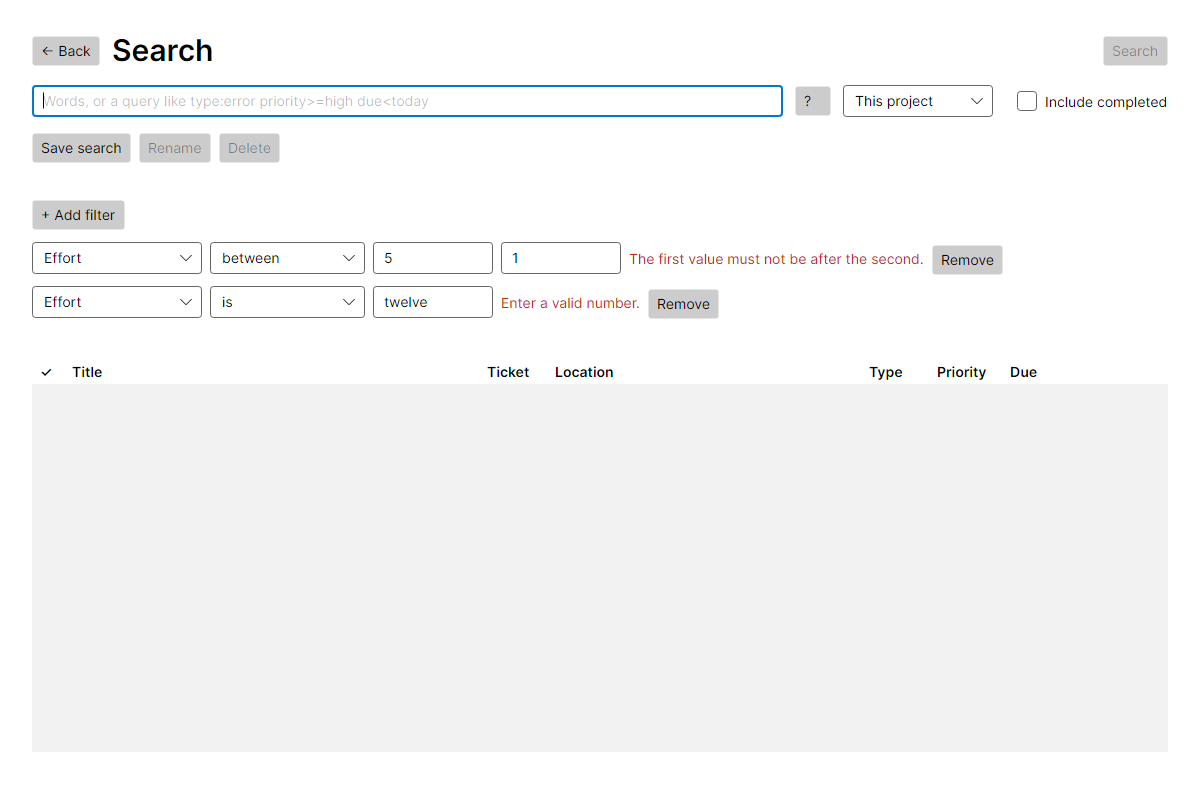 ← Back Search Search
Words, or a query like type:error priority>=high due<today ? This project Include completed
Save search Rename Delete
+ Add filter
Effort between 5 1 The first value must not be after the second. Remove
Effort is twelve Enter a valid number. Remove
✓ Title Ticket Location Type Priority Due